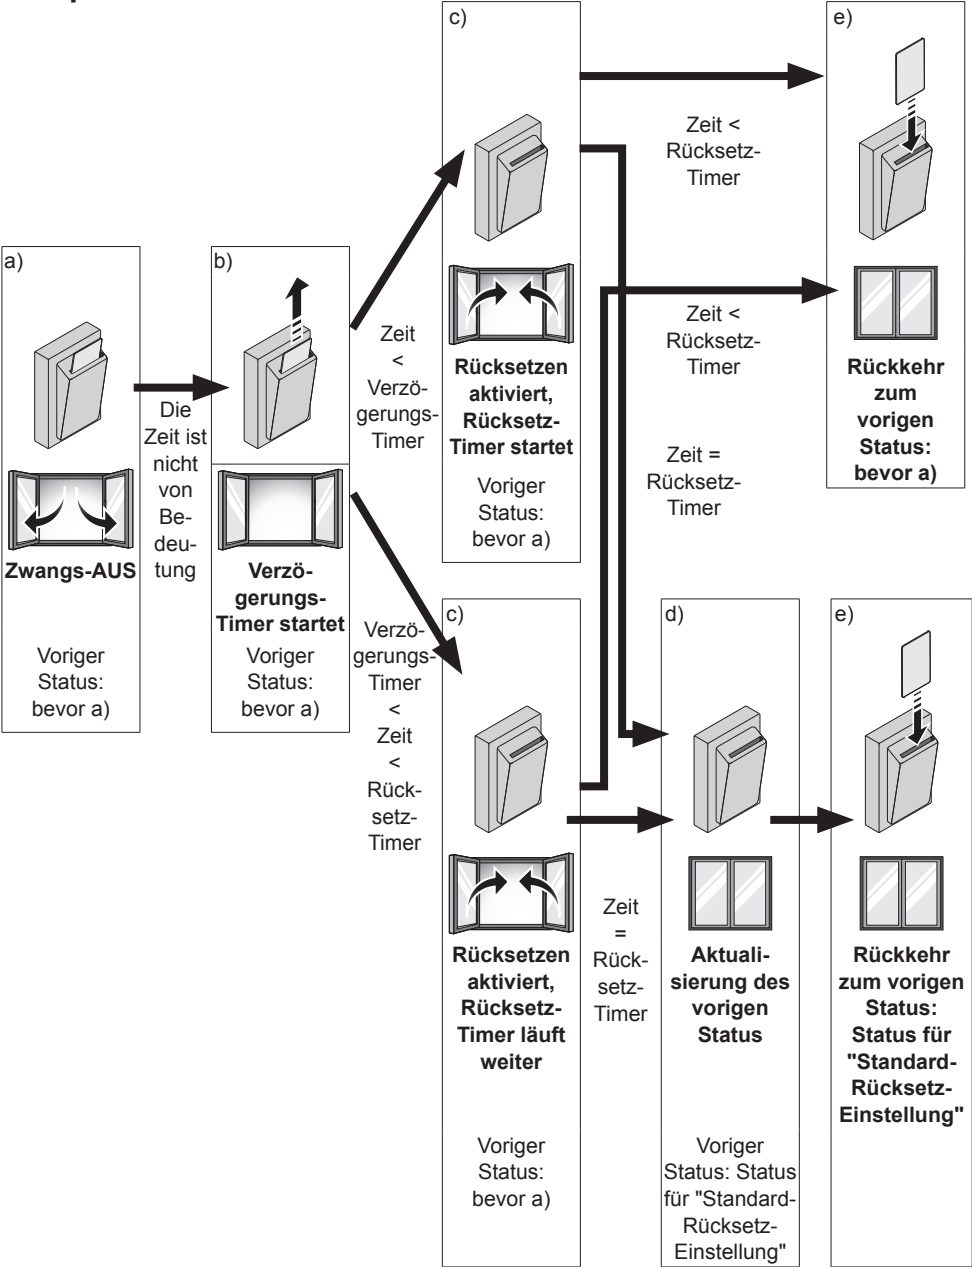 a)
Zwangs-AUS
Voriger
Status:
bevor a)
Die
Zeit ist
nicht
von
Be-
deu-
tung
b)
Verzö-
gerungs-
Timer startet
Voriger
Status:
bevor a)
Zeit
<
Verzö-
gerungs-
Timer
Verzö-
gerungs-
Timer
<
Zeit
<
Rück-
setz-
Timer
c)
Rücksetzen
aktiviert,
Rücksetz-
Timer startet
Voriger
Status:
bevor a)
Zeit <
Rücksetz-
Timer
Zeit <
Rücksetz-
Timer
Zeit =
Rücksetz-
Timer
e)
Rückkehr
zum
vorigen
Status:
bevor a)
c)
Rücksetzen
aktiviert,
Rücksetz-
Timer läuft
weiter
Voriger
Status:
bevor a)
Zeit
=
Rück-
setz-
Timer
d)
Aktuali-
sierung des
vorigen
Status
Voriger
Status: Status
für "Standard-
Rücksetz-
Einstellung"
e)
Rückkehr
zum vorigen
Status:
Status für
"Standard-
Rücksetz-
Einstellung"